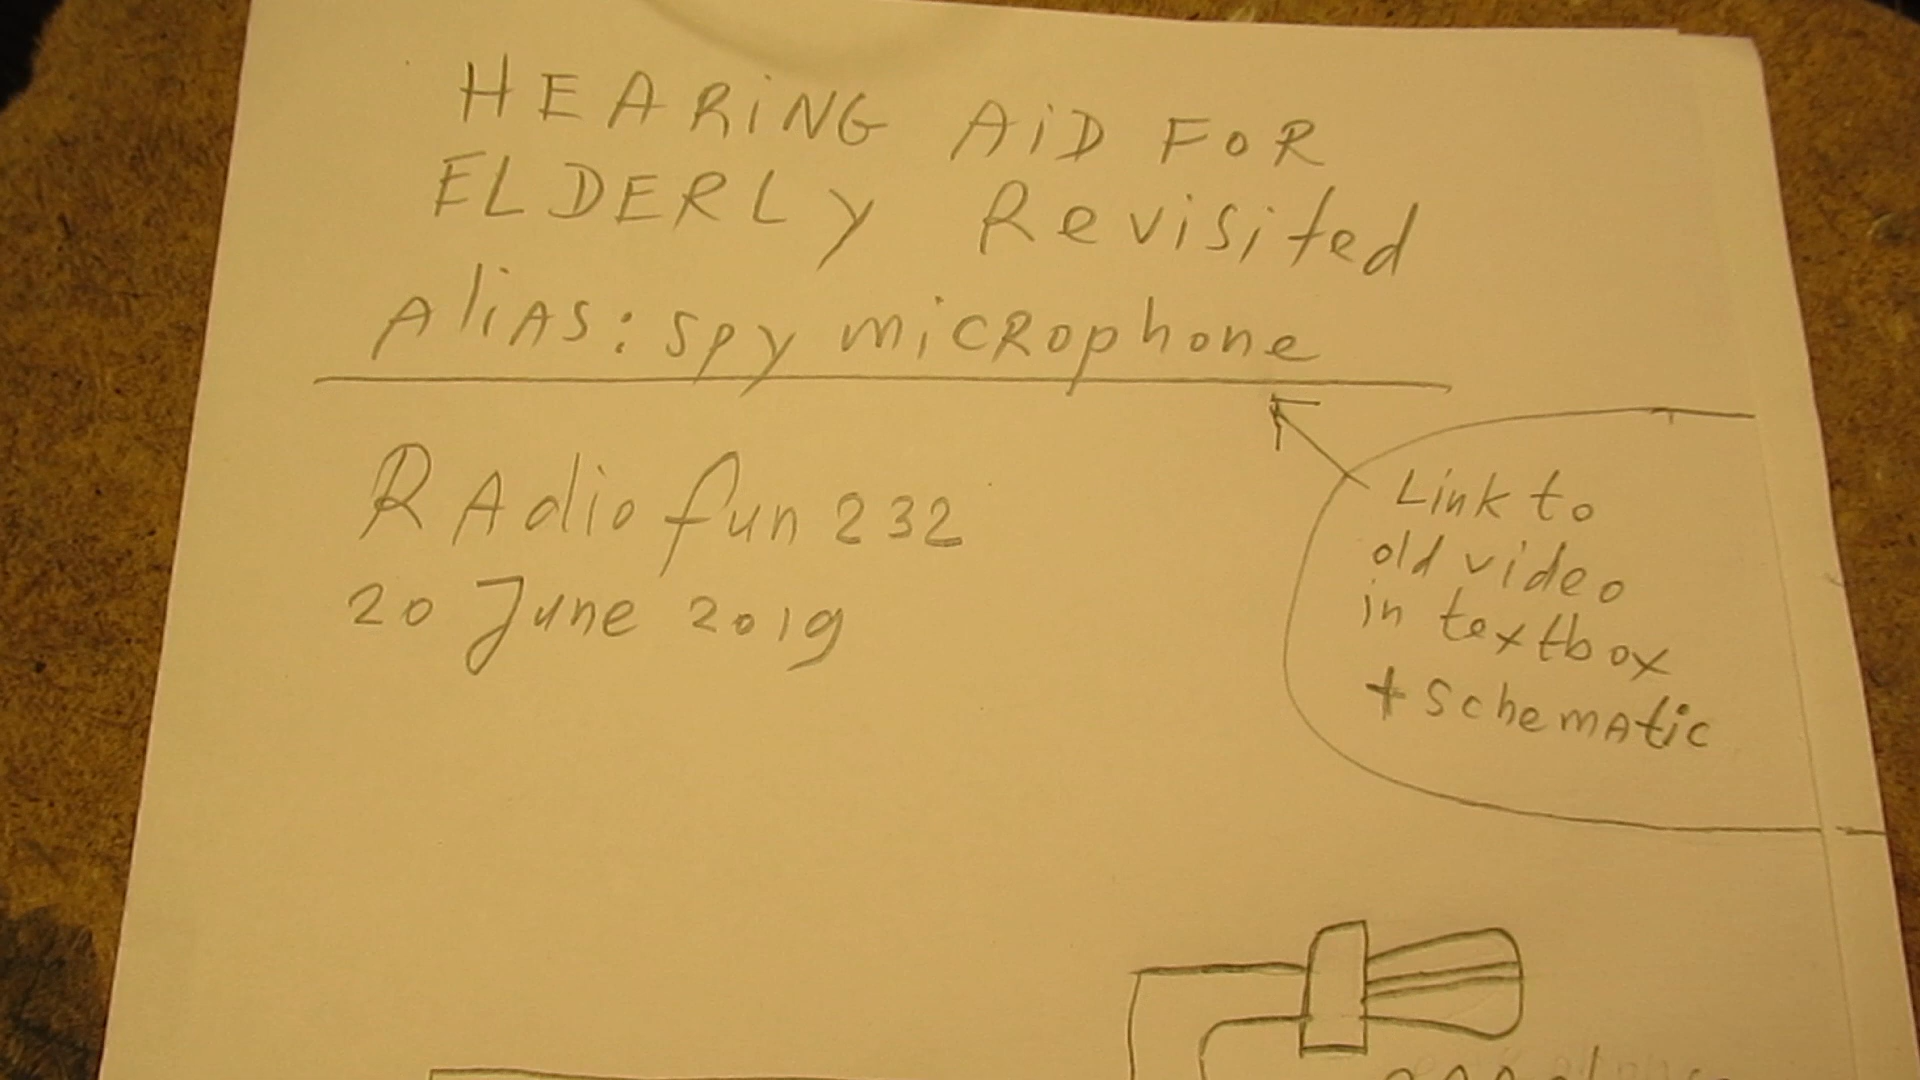 HEARiNG AiD FoR
ELDERLy Revisited
AliAS: spy micRophone
RAdio fun 232
20 June 2019
Link to
old video
in textbox
+ SchemAtic